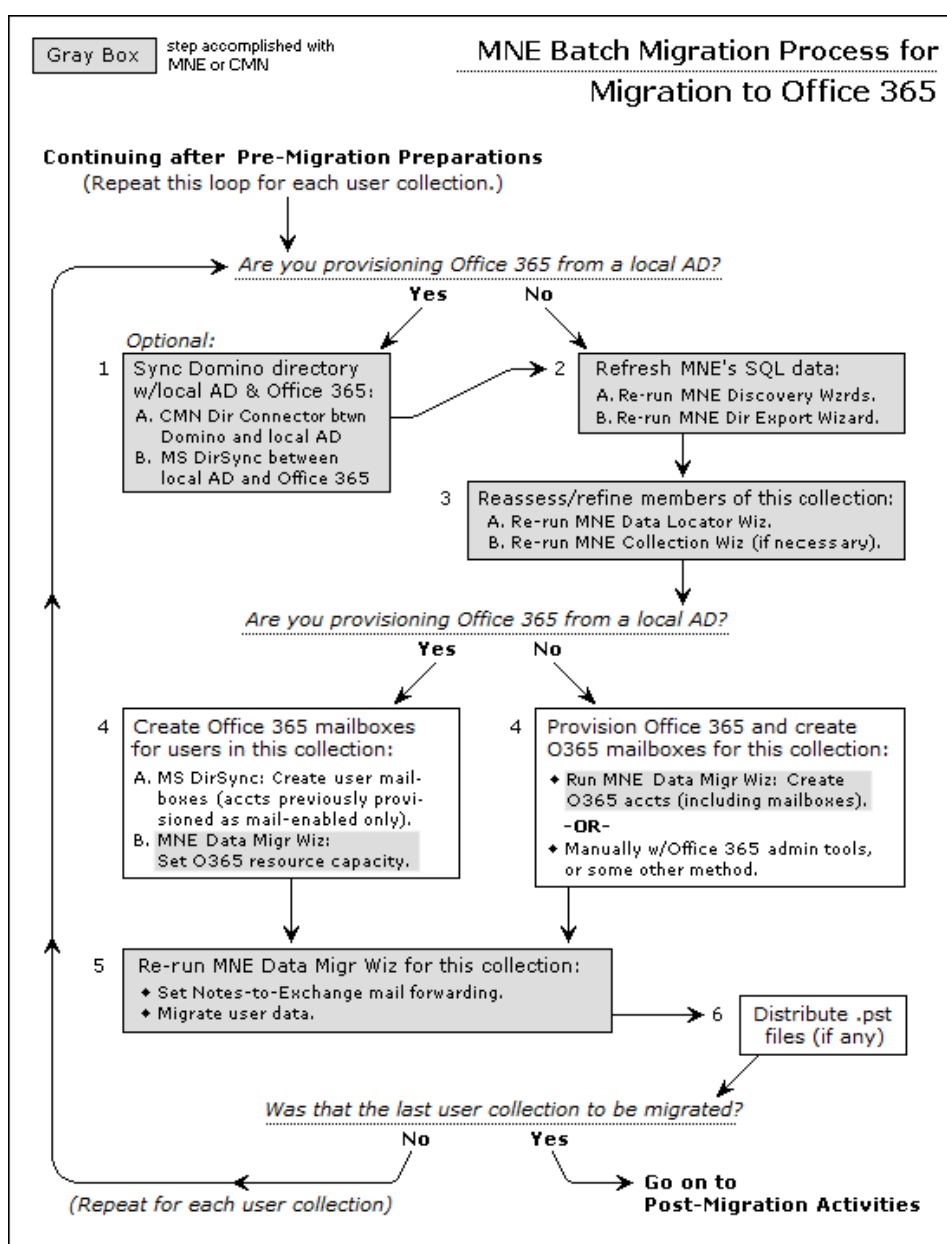 Gray Box
step accomplished with
MNE or CMN
MNE Batch Migration Process for
Migration to Office 365
Continuing after Pre-Migration Preparations
(Repeat this loop for each user collection.)
Are you provisioning Office 365 from a local AD?
Yes No
Optional:
1 Sync Domino directory
w/local AD & Office 365:
A. CMN Dir Connector btwn
Domino and local AD
B. MS DirSync between
local AD and Office 365
2 Refresh MNE's SQL data:
A. Re-run MNE Discovery Wzrds.
B. Re-run MNE Dir Export Wizard.
3 Reassess/refine members of this collection:
A. Re-run MNE Data Locator Wiz.
B. Re-run MNE Collection Wiz (if necessary).
Are you provisioning Office 365 from a local AD?
Yes No
4 Create Office 365 mailboxes
for users in this collection:
A. MS DirSync: Create user mail-
boxes (accts previously provi-
sioned as mail-enabled only).
B. MNE Data Migr Wiz:
Set O365 resource capacity.
4 Provision Office 365 and create
O365 mailboxes for this collection:
◆ Run MNE Data Migr Wiz: Create
O365 accts (including mailboxes).
-OR-
◆ Manually w/Office 365 admin tools,
or some other method.
5 Re-run MNE Data Migr Wiz for this collection:
◆ Set Notes-to-Exchange mail forwarding.
◆ Migrate user data.
6 Distribute .pst
files (if any)
Was that the last user collection to be migrated?
No Yes
(Repeat for each user collection)
Go on to
Post-Migration Activities